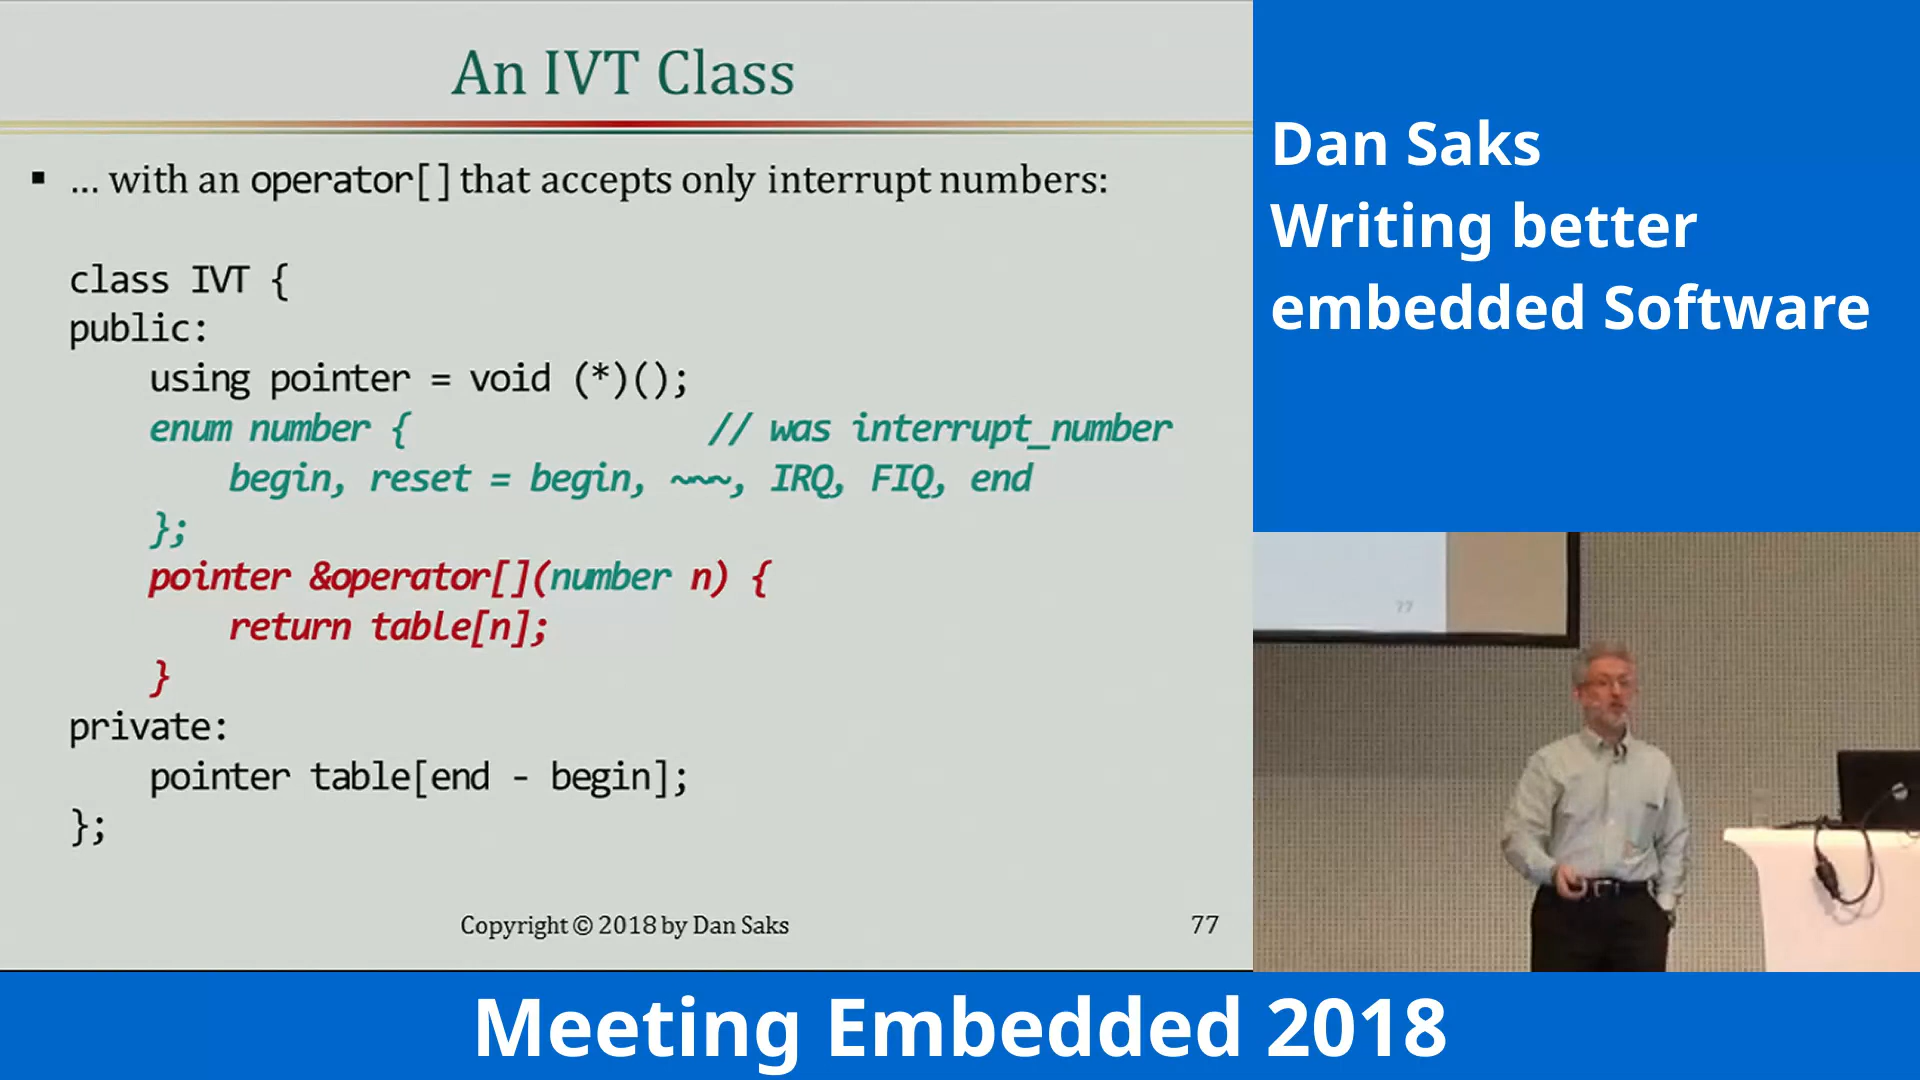 An IVT Class
▪ ... with an operator[] that accepts only interrupt numbers:
class IVT {
public:
    using pointer = void (*)();
    enum number {               // was interrupt_number
        begin, reset = begin, ~~~, IRQ, FIQ, end
    };
    pointer &operator[](number n) {
        return table[n];
    }
private:
    pointer table[end - begin];
};
Copyright © 2018 by Dan Saks
77
Dan Saks
Writing better
embedded Software
77
Meeting Embedded 2018